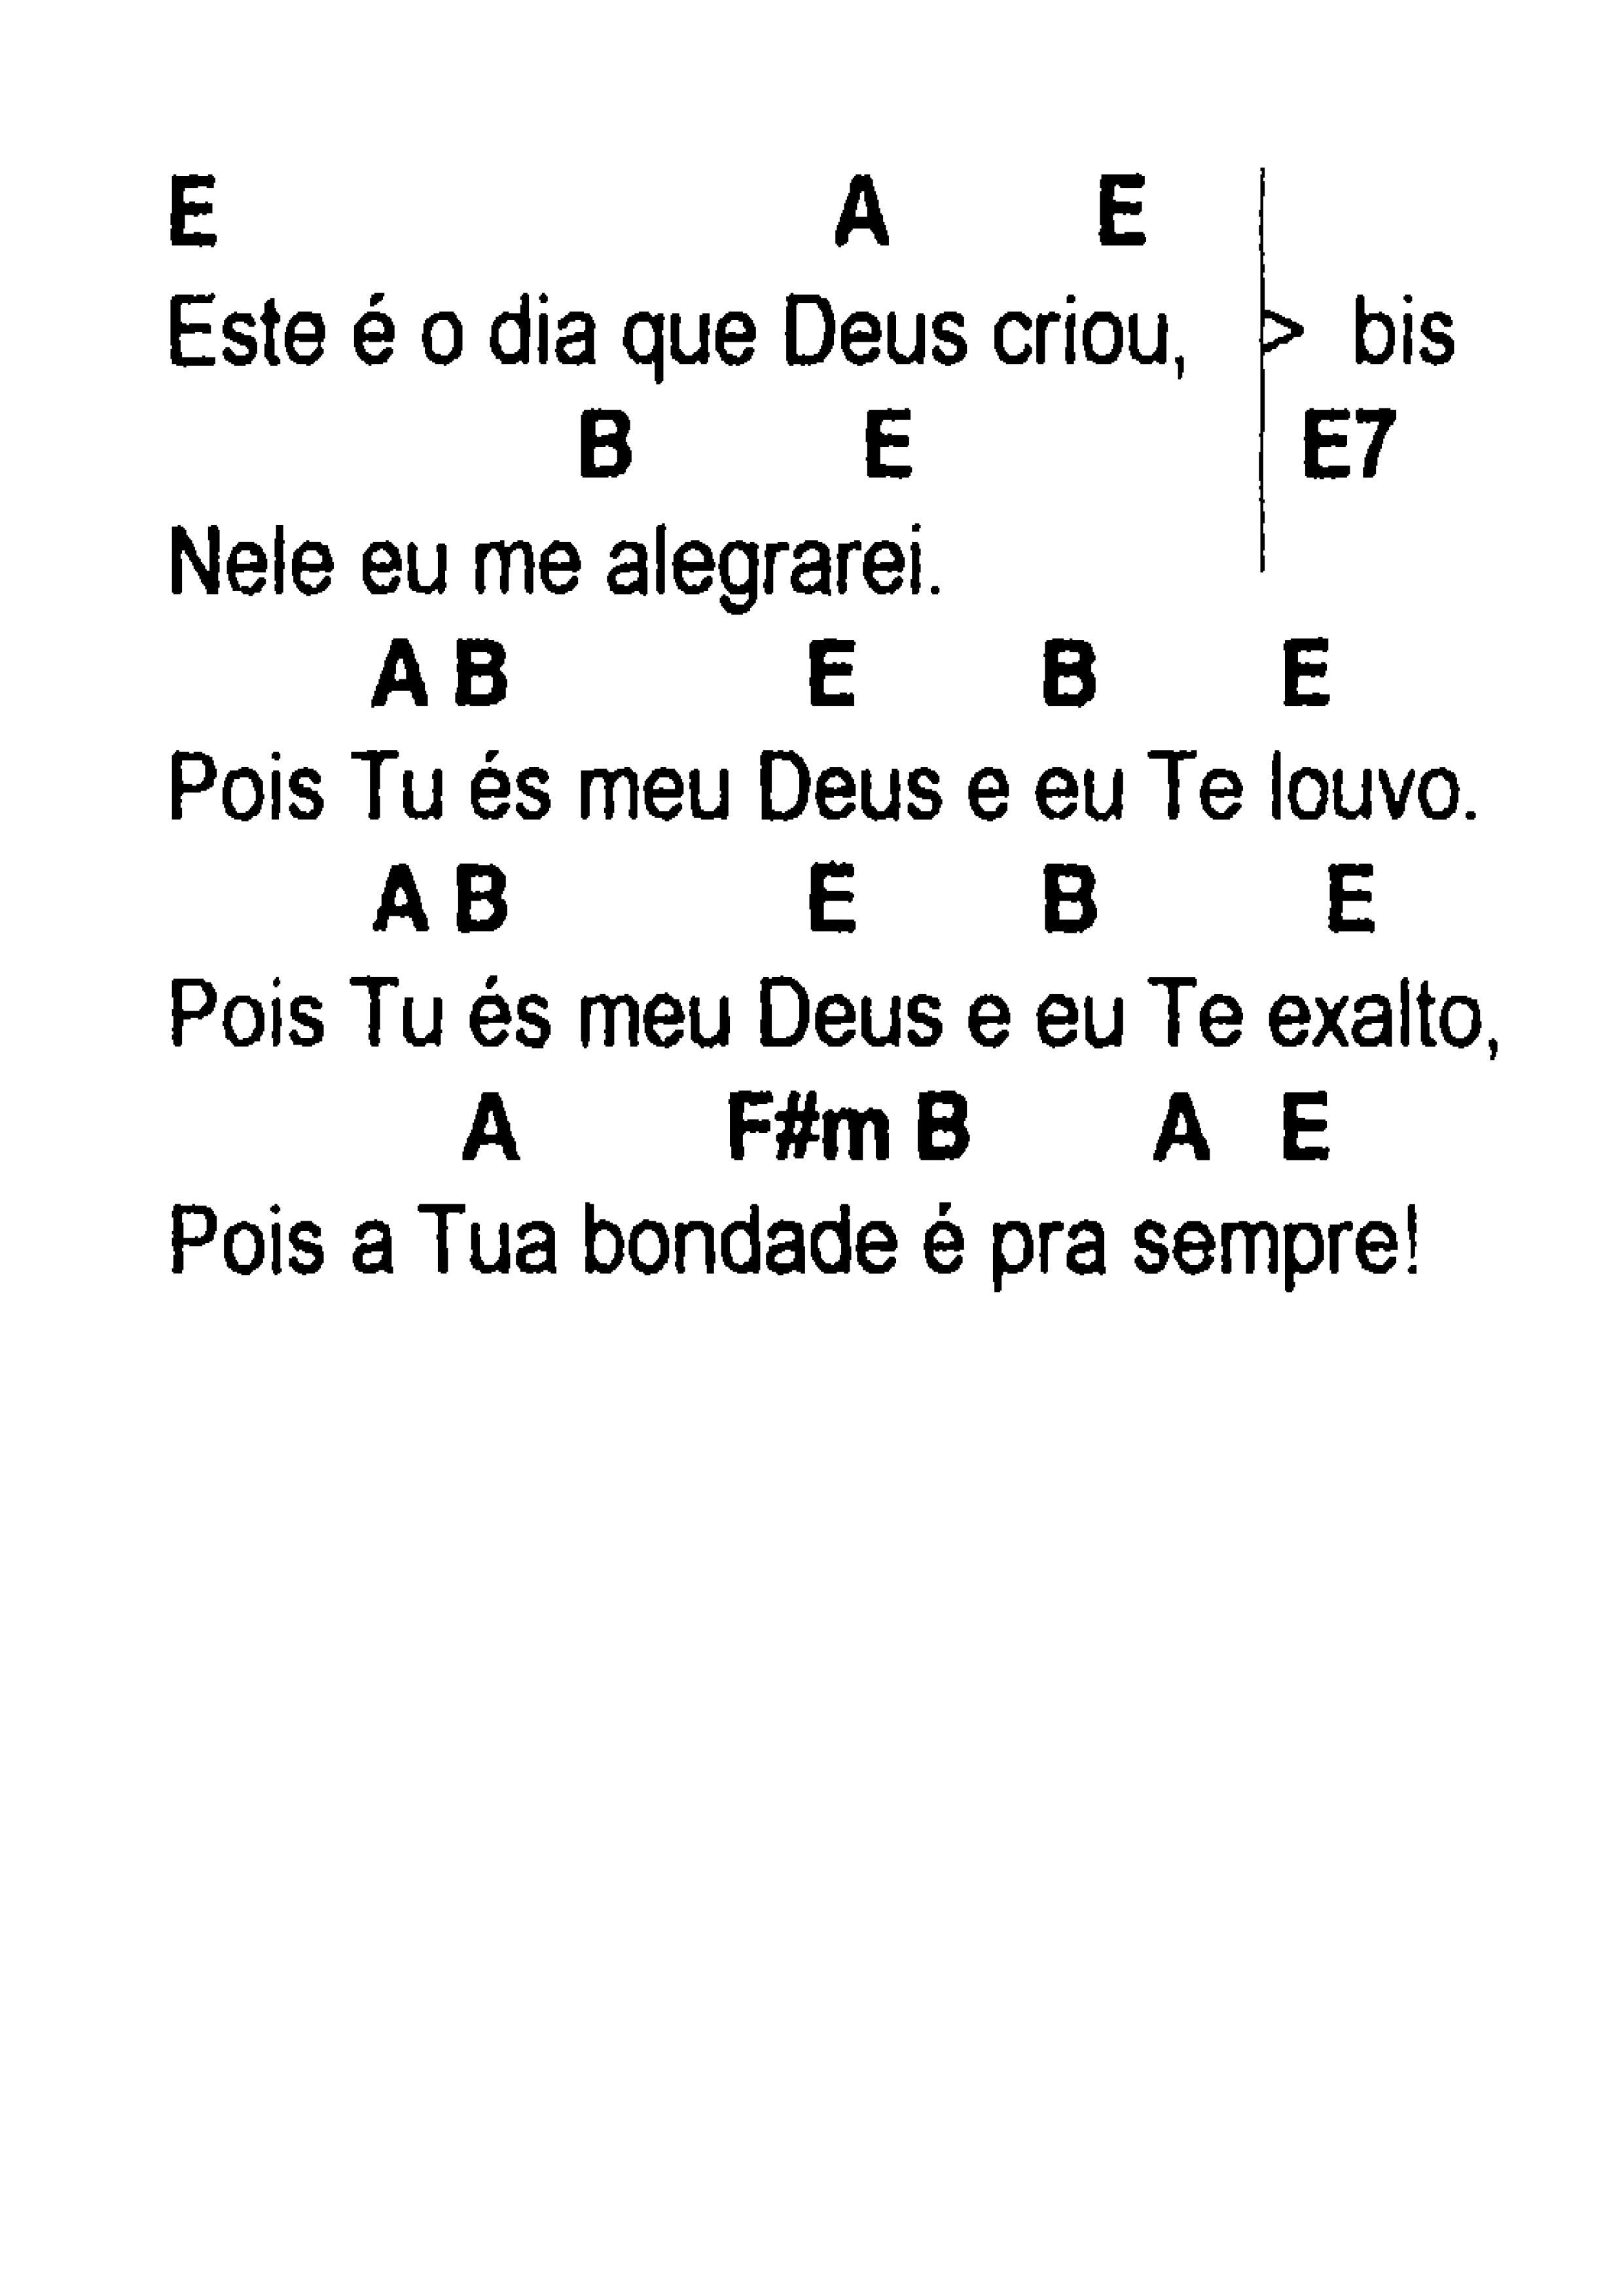 E A E
Este é o dia que Deus criou, > bis
B E E7
Nele eu me alegrarei.
A B E B E
Pois Tu és meu Deus e eu Te louvo.
A B E B E
Pois Tu és meu Deus e eu Te exalto,
A F#m B A E
Pois a Tua bondade é pra sempre!